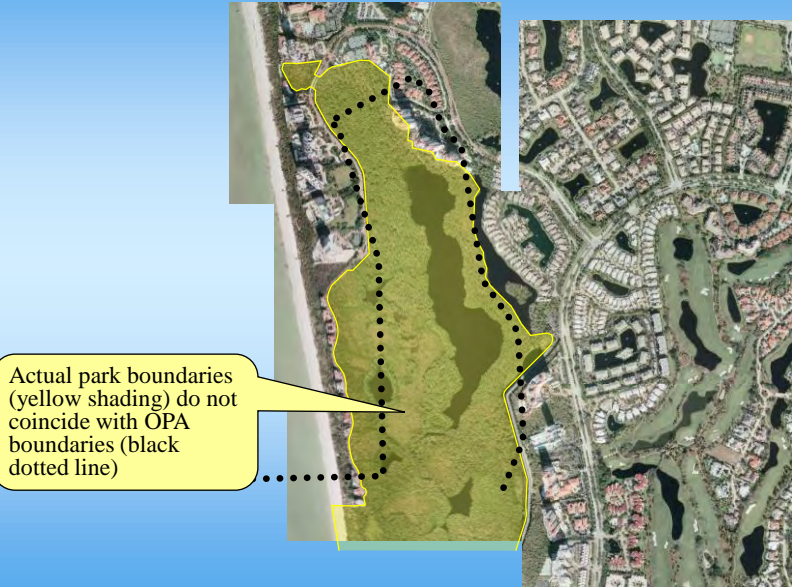 Actual park boundaries
(yellow shading) do not
coincide with OPA
boundaries (black
dotted line)